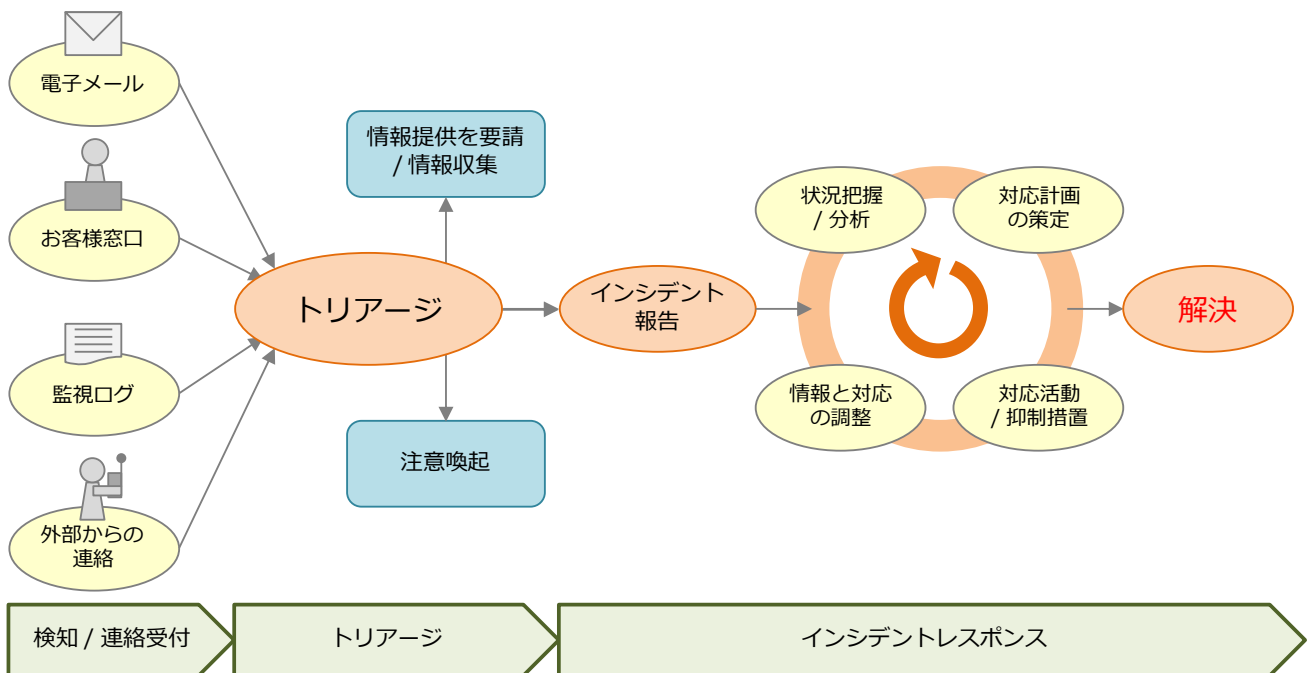 電子メール
お客様窓口
監視ログ
外部からの
連絡
トリアージ
情報提供を要請
/ 情報収集
注意喚起
インシデント
報告
状況把握
/ 分析
対応計画
の策定
情報と対応
の調整
対応活動
/ 抑制措置
解決
検知 / 連絡受付
トリアージ
インシデントレスポンス